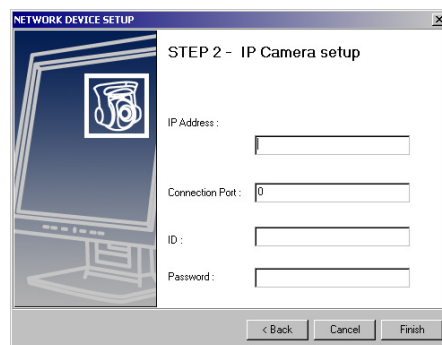 NETWORK DEVICE SETUP
STEP 2 - IP Camera setup
IP Address :
Connection Port : 0
ID :
Password :
< Back Cancel Finish